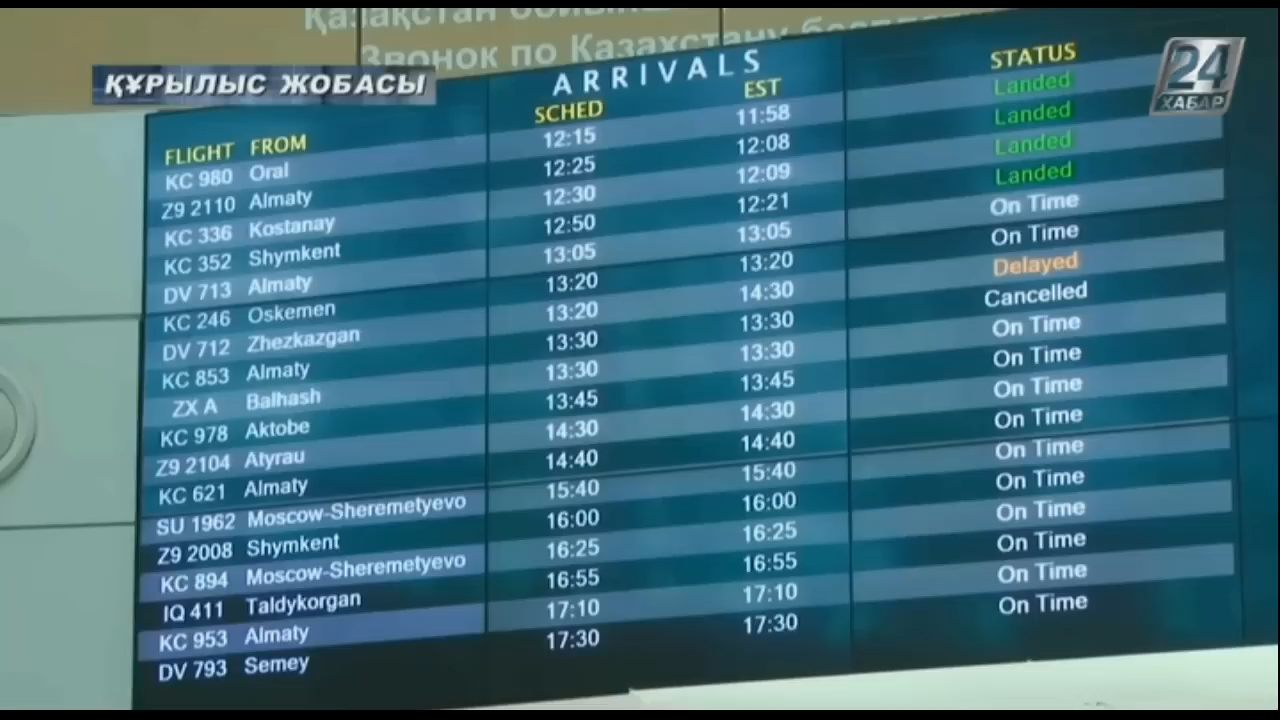 Қазақстан
Звонок по Казахстану
ҚҰРЫЛЫС ЖОБАСЫ
24
ХАБАР
ARRIVALS
FLIGHT FROM SCHED EST STATUS
KC 980 Oral 12:15 11:58 Landed
Z9 2110 Almaty 12:25 12:08 Landed
KC 336 Kostanay 12:30 12:09 Landed
KC 352 Shymkent 12:50 12:21 Landed
DV 713 Almaty 13:05 13:05 On Time
KC 246 Oskemen 13:20 13:20 On Time
DV 712 Zhezkazgan 13:20 14:30 Delayed
KC 853 Almaty 13:30 13:30 Cancelled
ZX A Balhash 13:30 13:30 On Time
KC 978 Aktobe 13:45 13:45 On Time
Z9 2104 Atyrau 14:30 14:30 On Time
KC 621 Almaty 14:40 14:40 On Time
SU 1962 Moscow-Sheremetyevo 15:40 15:40 On Time
Z9 2008 Shymkent 16:00 16:00 On Time
KC 894 Moscow-Sheremetyevo 16:25 16:25 On Time
IQ 411 Taldykorgan 16:55 16:55 On Time
KC 953 Almaty 17:10 17:10 On Time
DV 793 Semey 17:30 17:30 On Time